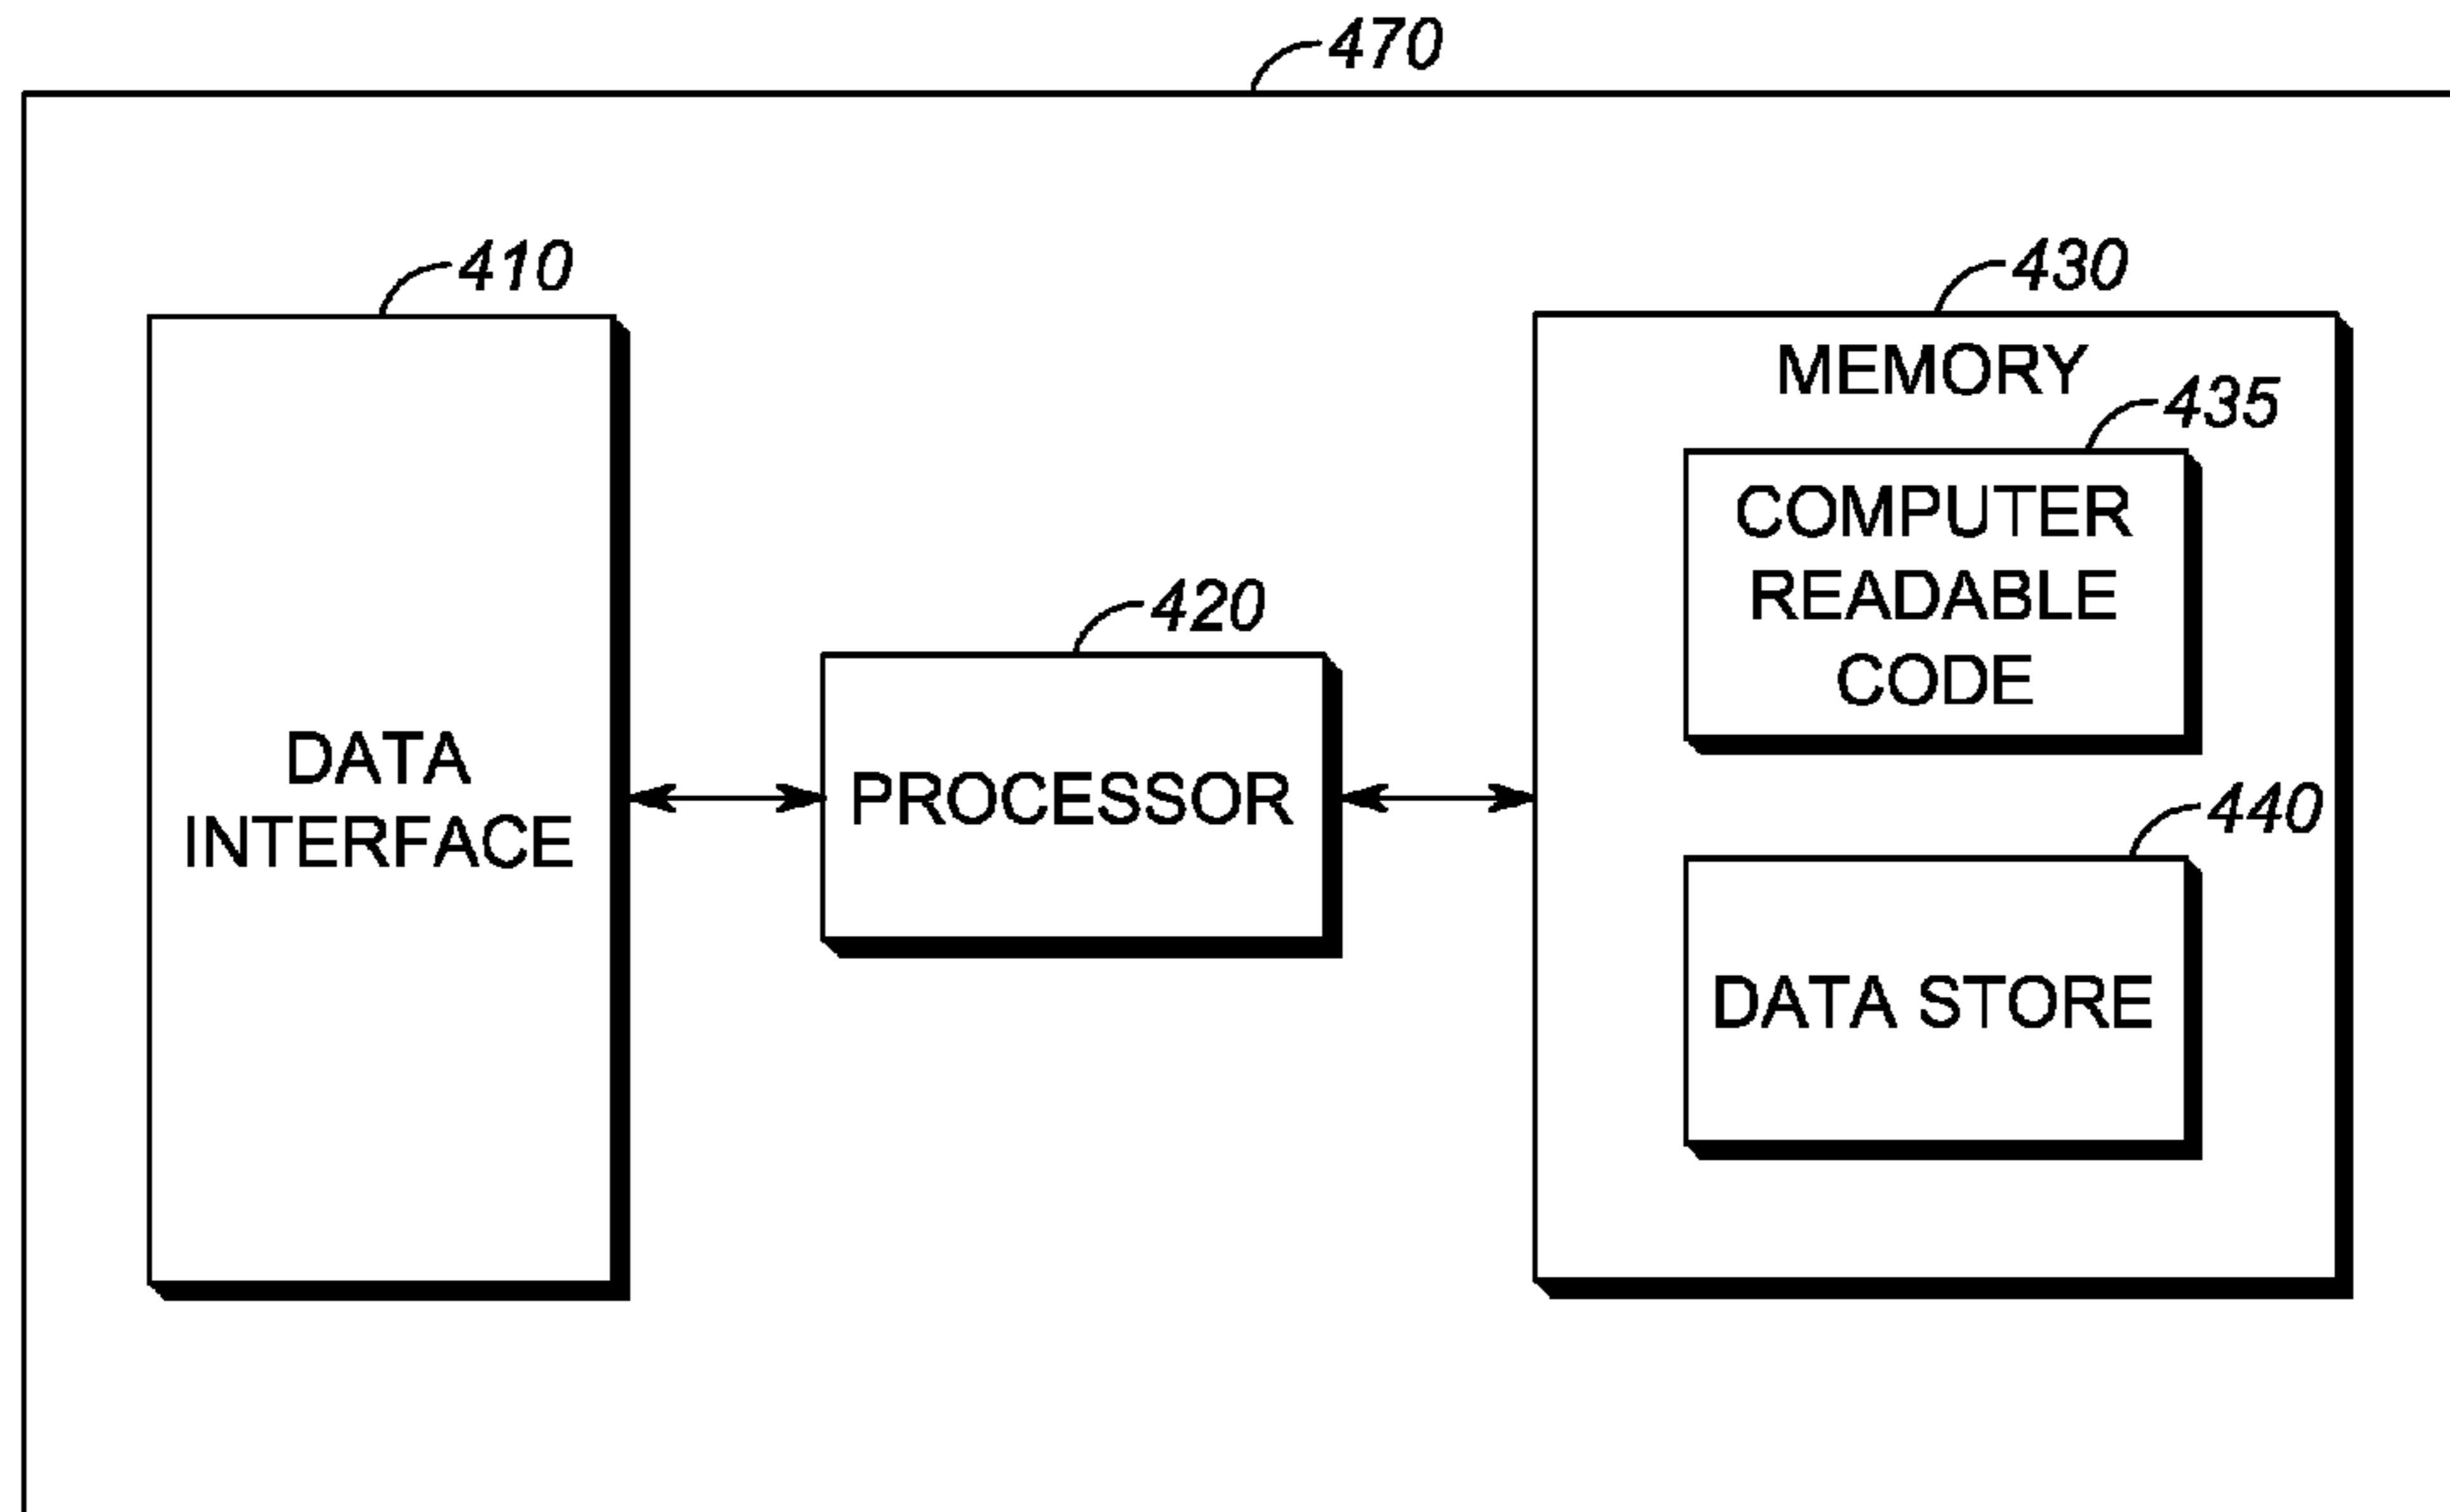 470
410
430
MEMORY
435
COMPUTER
READABLE
CODE
420
DATA
INTERFACE
PROCESSOR
440
DATA STORE